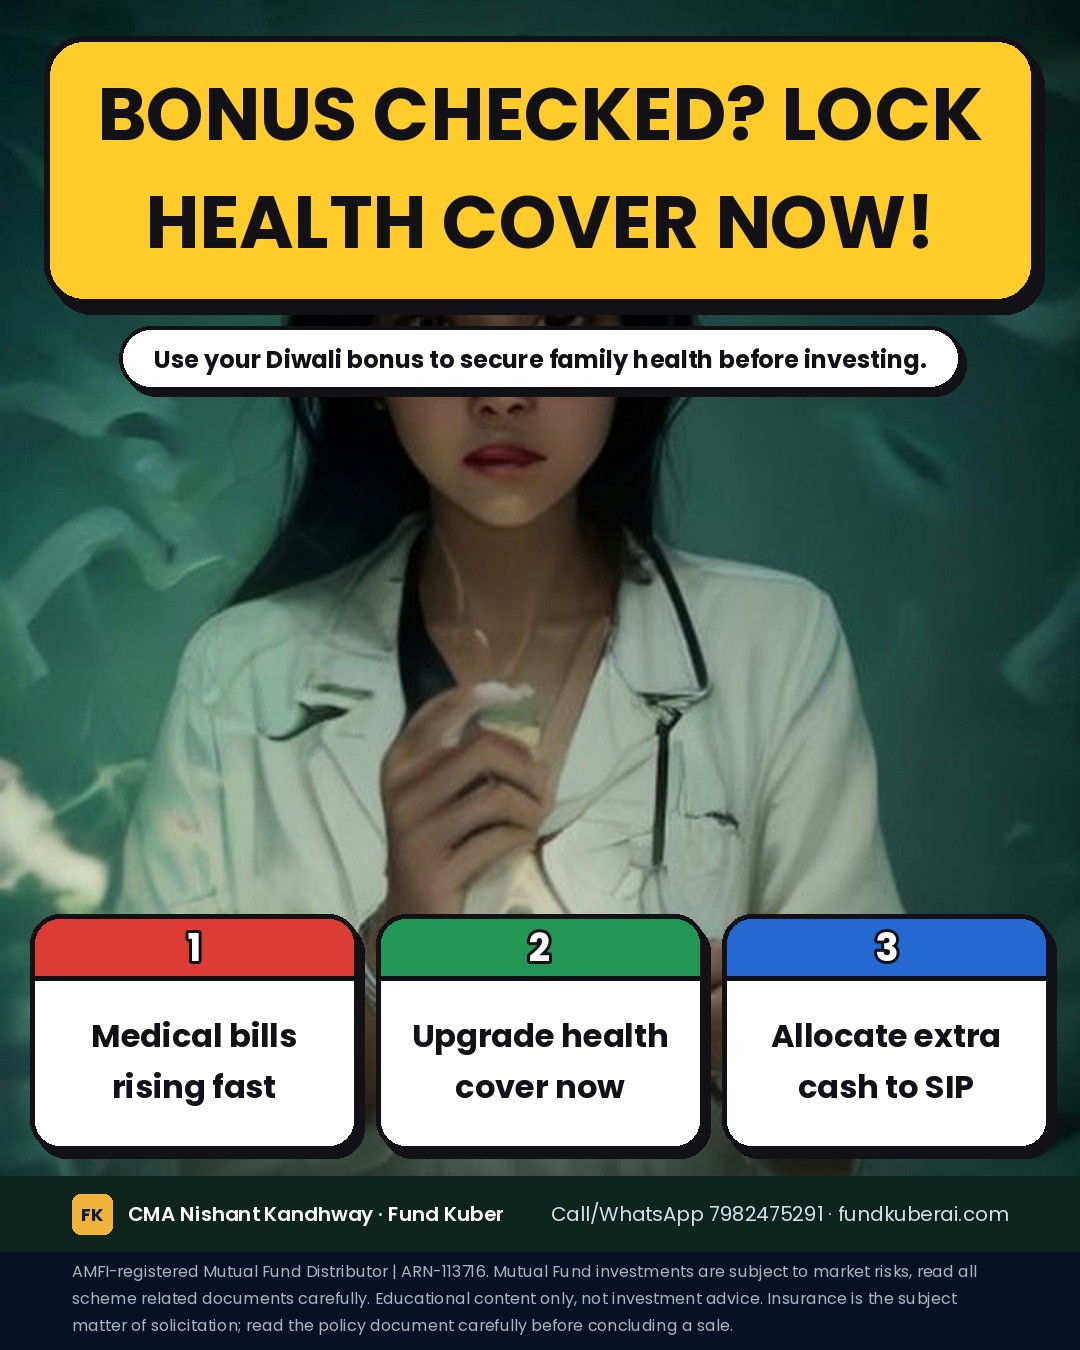 BONUS CHECKED? LOCK
HEALTH COVER NOW!
Use your Diwali bonus to secure family health before investing.
1
Medical bills
rising fast
2
Upgrade health
cover now
3
Allocate extra
cash to SIP
FK
CMA Nishant Kandhway · Fund Kuber
Call/WhatsApp 7982475291 · fundkuberai.com
AMFI-registered Mutual Fund Distributor | ARN-113716. Mutual Fund investments are subject to market risks, read all
scheme related documents carefully. Educational content only, not investment advice. Insurance is the subject
matter of solicitation; read the policy document carefully before concluding a sale.